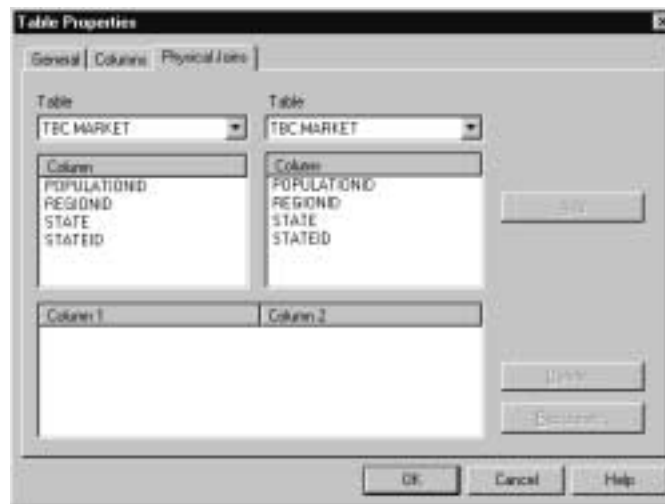 Table Properties
General Columns Physical Joins
Table Table
TBC.MARKET TBC.MARKET
Column Column
POPULATIONID POPULATIONID
REGIONID REGIONID
STATE STATE
STATEID STATEID
Column 1 Column 2
OK Cancel Help